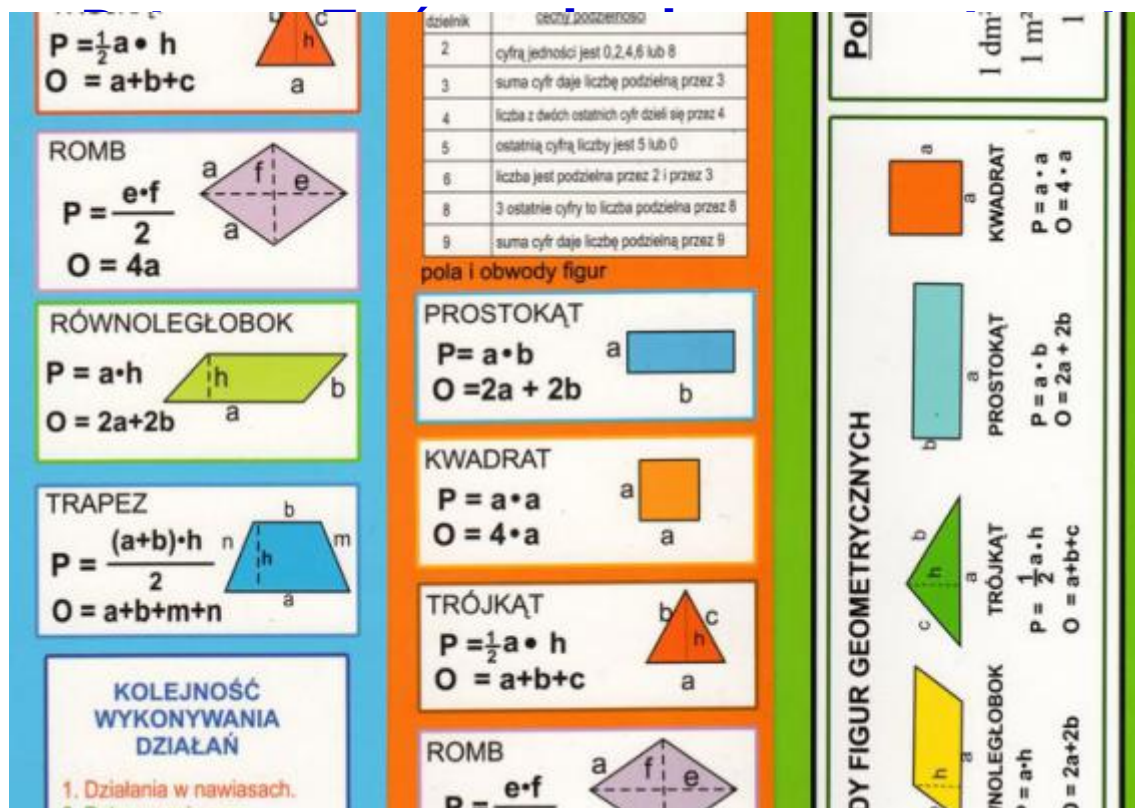 P = 1/2 a • h
O = a+b+c
b
c
h
a
ROMB
P = e•f / 2
O = 4a
a
f
e
a
RÓWNOLEGŁOBOK
P = a•h
O = 2a+2b
h
a
b
TRAPEZ
P = (a+b)•h / 2
O = a+b+m+n
b
n
m
h
a
KOLEJNOŚĆ
WYKONYWANIA
DZIAŁAŃ
1. Działania w nawiasach.
dzielnik cechy podzielności
2 cyfrą jedności jest 0,2,4,6 lub 8
3 suma cyfr daje liczbę podzielną przez 3
4 liczba z dwóch ostatnich cyfr dzieli się przez 4
5 ostatnią cyfrą liczby jest 5 lub 0
6 liczba jest podzielna przez 2 i przez 3
8 3 ostatnie cyfry to liczba podzielna przez 8
9 suma cyfr daje liczbę podzielną przez 9
pola i obwody figur
PROSTOKĄT
P= a•b
O =2a + 2b
a
b
KWADRAT
P = a•a
O = 4•a
a
a
TRÓJKĄT
P = 1/2 a • h
O = a+b+c
b
c
h
a
ROMB
P = e•f
a
f
e
1 dm²
1 m²
1
KWADRAT
P = a • a
O = 4 • a
a
a
PROSTOKĄT
P = a • b
O = 2a + 2b
b
a
TRÓJKĄT
P = 1/2 a • h
O = a+b+c
c
b
h
a
= a•h
= 2a+2b
h
a
FIGUR GEOMETRYCZNYCH